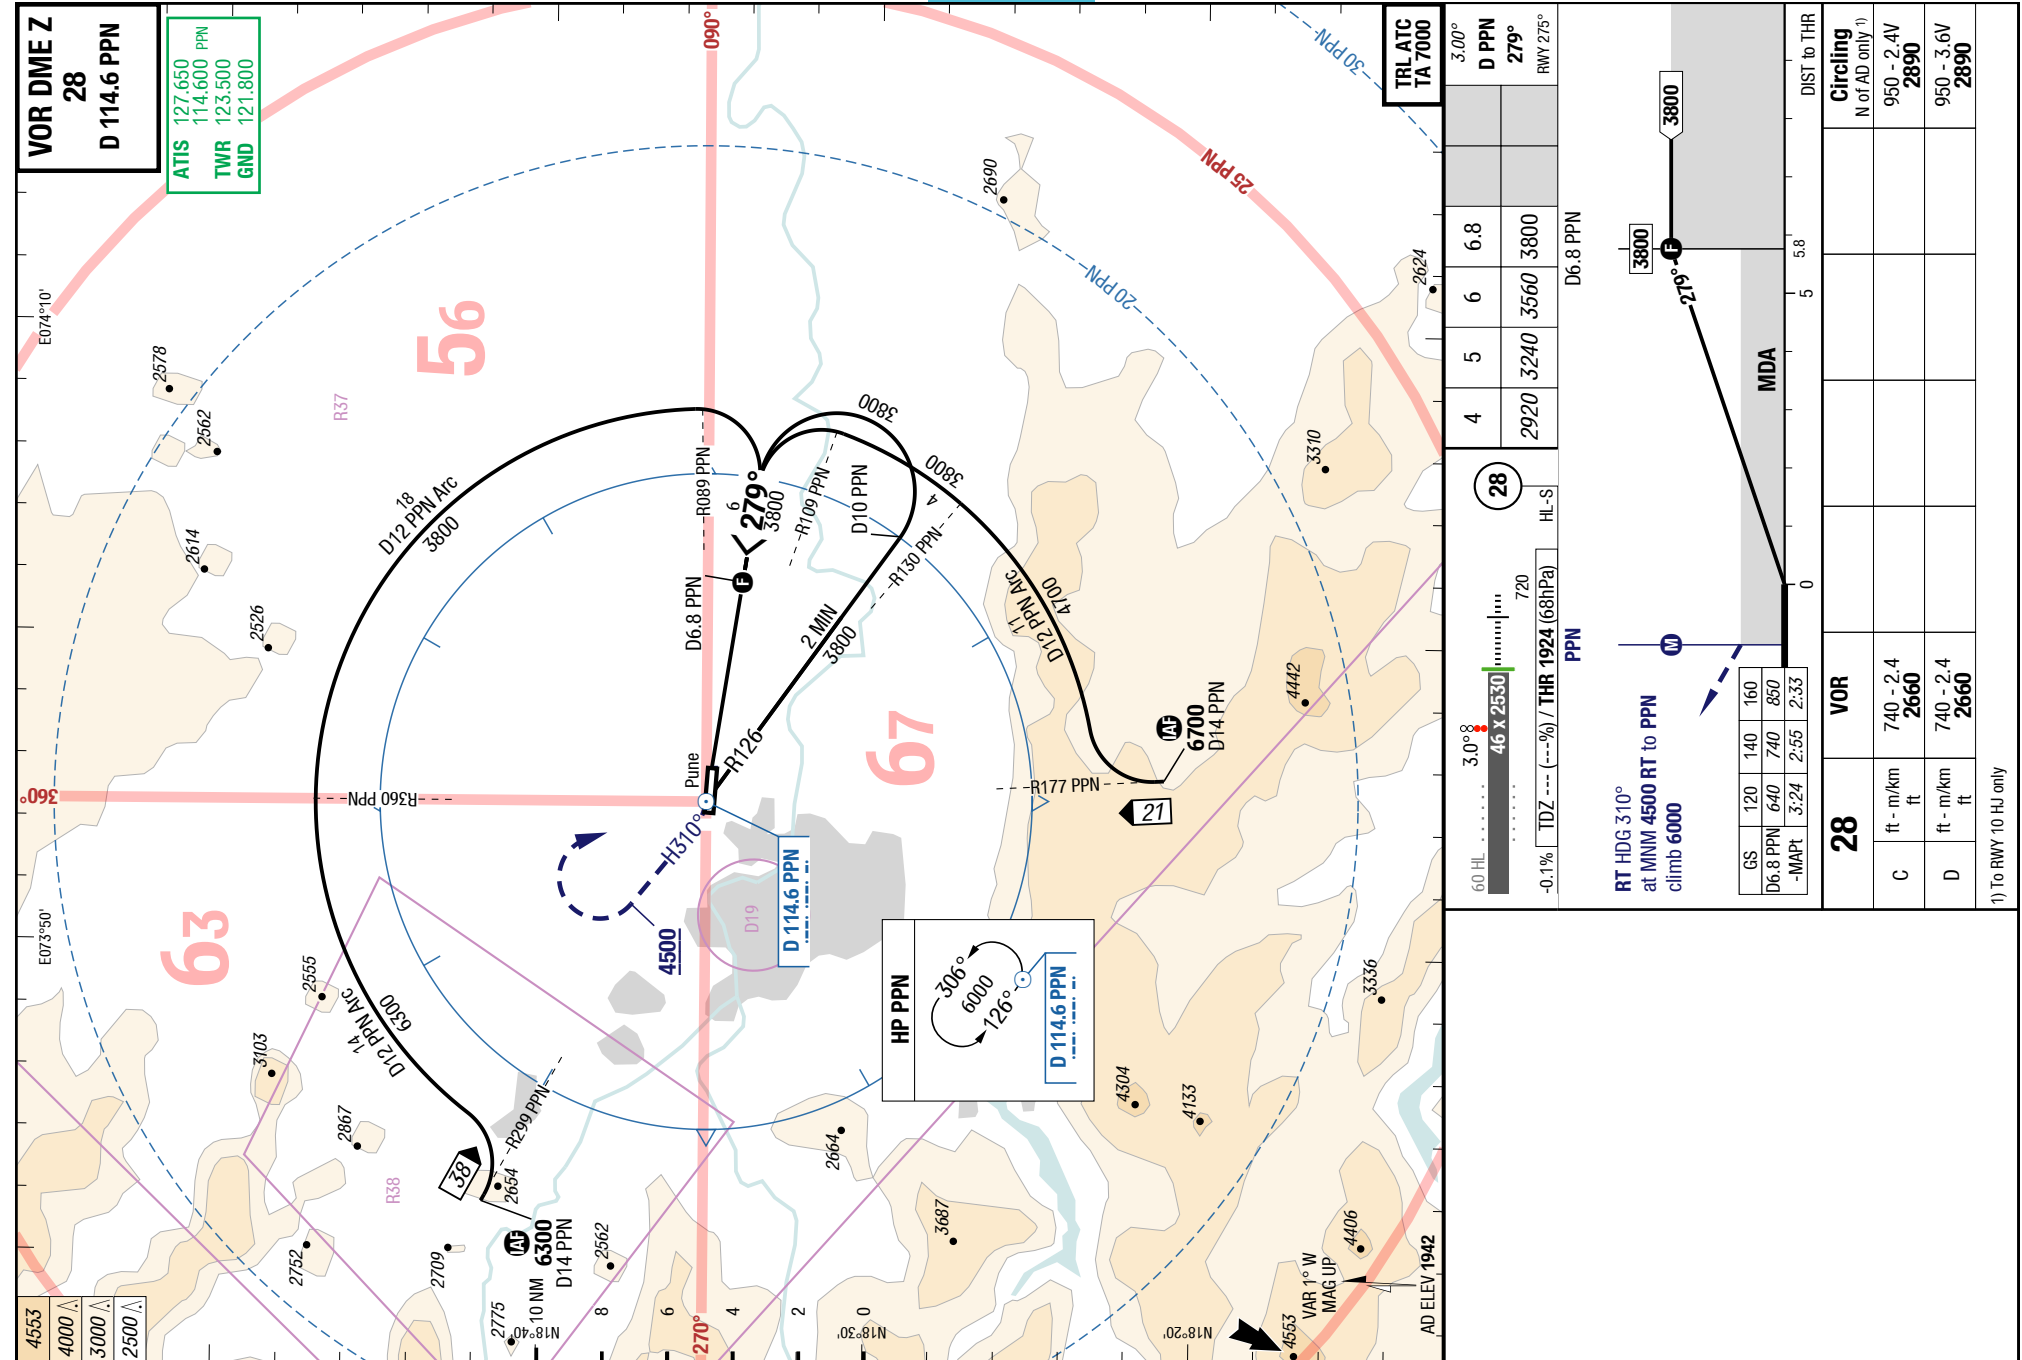 VOR DME Z
28
D 114.6 PPN
ATIS 127.650
114.600 PPN
TWR 123.500
GND 121.800
TRL ATC
TA 7000
090°
360°
270°
30 PPN
25 PPN
20 PPN
E074°10'
E073°50'
N18°40'
N18°30'
N18°20'
56
63
67
R37
R38
D19
2578
2562
2614
2526
2555
3103
2867
2752
2709
2775
2562
2654
2664
3687
4304
4133
4406
4553
3336
4442
3310
2624
2690
18
D12 PPN Arc
3800
14
D12 PPN Arc
6300
11
D12 PPN Arc
4700
4
3800
3800
R089 PPN
6
279°
3800
R109 PPN
D10 PPN
R130 PPN
D6.8 PPN
F
2 MIN
3800
R126
Pune
R360 PPN
R177 PPN
R299 PPN
H310°
4500
D 114.6 PPN
IAF
6700
D14 PPN
21
38
IAF
6300
D14 PPN
HP PPN
306°
6000
126°
D 114.6 PPN
10 NM
8
6
4
2
0
4553
4000
3000
2500
VAR 1° W
MAG UP
AD ELEV 1942
3.00°
D PPN
279°
RWY 275°
4 5 6 6.8
2920 3240 3560 3800
28
HL-S
720
60 HL
3.0°
46 x 2530
-0.1% TDZ ---- (---%) / THR 1924 (68hPa)
D6.8 PPN
3800
3800
F
279°
MDA
PPN
M
RT HDG 310°
at MNM 4500 RT to PPN
climb 6000
5.8
5
0
DIST to THR
GS 120 140 160
D6.8 PPN 640 740 850
-MAPt 3:24 2:55 2:33
28 VOR Circling
N of AD only 1)
C ft - m/km 740 - 2.4 950 - 2.4V
ft 2660 2890
D ft - m/km 740 - 2.4 950 - 3.6V
ft 2660 2890
1) To RWY 10 HJ only